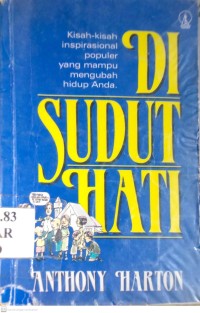 Kisah-kisah
inspirasional
populer
yang mampu
mengubah
hidup Anda.
DI
SUDUT
HATI
.83
AR
ANTHONY HARTON